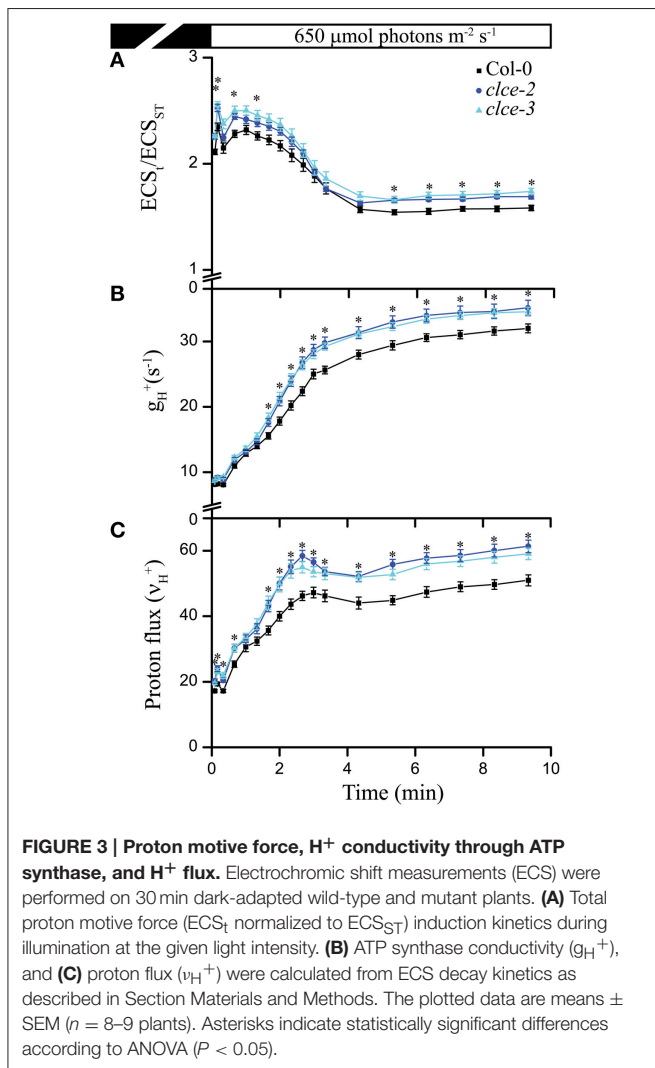 650 µmol photons m⁻² s⁻¹
A
3
2
1
ECSt/ECSST
Col-0
clce-2
clce-3
* * * * * * * * * *
B
0
30
20
10
gH⁺(s⁻¹)
* * * * * * * * * * * *
C
0
60
40
20
0
Proton flux (νH⁺)
* * * * * * * * * * * * * * *
0 2 4 6 8 10
Time (min)
FIGURE 3 | Proton motive force, H+ conductivity through ATP
synthase, and H+ flux. Electrochromic shift measurements (ECS) were
performed on 30 min dark-adapted wild-type and mutant plants. (A) Total
proton motive force (ECSt normalized to ECSST) induction kinetics during
illumination at the given light intensity. (B) ATP synthase conductivity (gH+),
and (C) proton flux (νH+) were calculated from ECS decay kinetics as
described in Section Materials and Methods. The plotted data are means ±
SEM (n = 8–9 plants). Asterisks indicate statistically significant differences
according to ANOVA (P < 0.05).